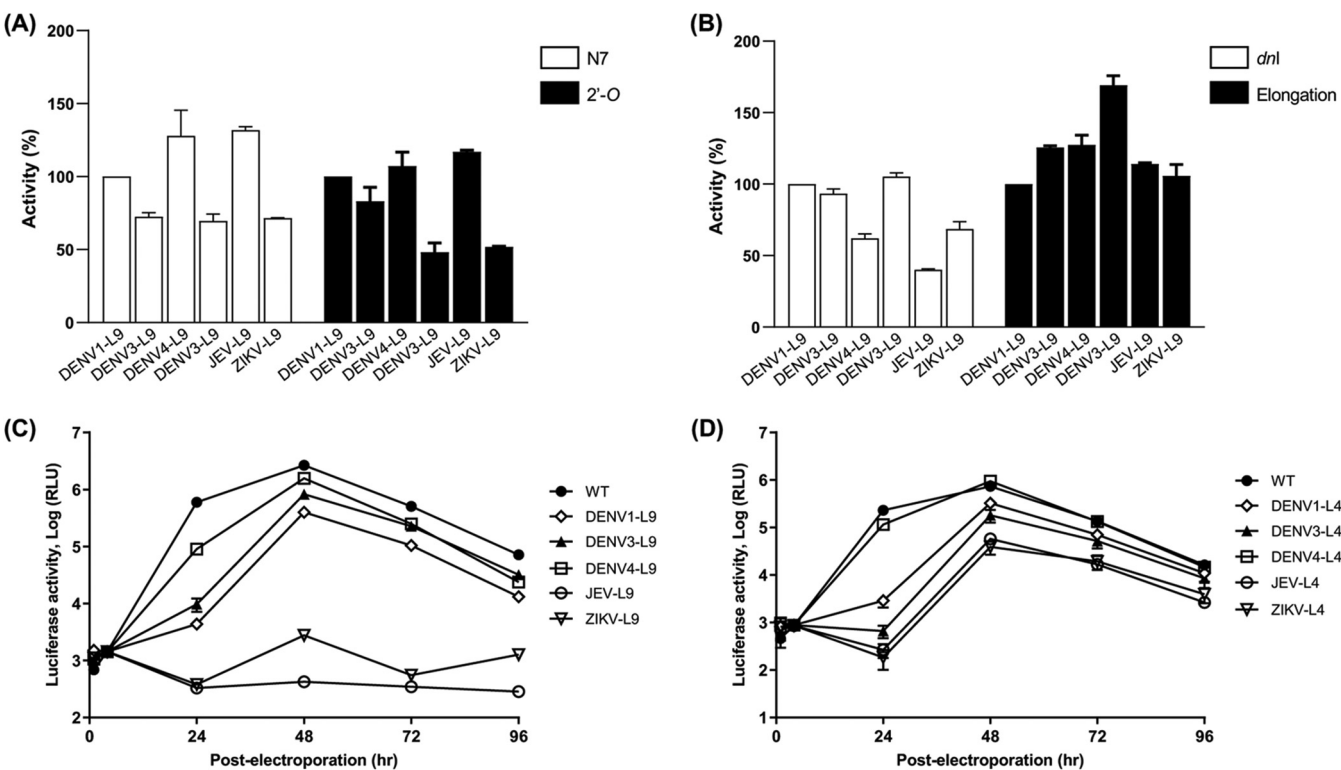 (A)
200
150
100
50
0
Activity (%)
N7
2'-O
DENV1-L9
DENV3-L9
DENV4-L9
DENV3-L9
JEV-L9
ZIKV-L9
DENV1-L9
DENV3-L9
DENV4-L9
DENV3-L9
JEV-L9
ZIKV-L9
(B)
200
150
100
50
0
Activity (%)
dnI
Elongation
DENV1-L9
DENV3-L9
DENV4-L9
DENV3-L9
JEV-L9
ZIKV-L9
DENV1-L9
DENV3-L9
DENV4-L9
DENV3-L9
JEV-L9
ZIKV-L9
(C)
7
6
5
4
3
2
Luciferase activity, Log (RLU)
0 24 48 72 96
Post-electroporation (hr)
WT
DENV1-L9
DENV3-L9
DENV4-L9
JEV-L9
ZIKV-L9
(D)
7
6
5
4
3
2
1
Luciferase activity, Log (RLU)
0 24 48 72 96
Post-electroporation (hr)
WT
DENV1-L4
DENV3-L4
DENV4-L4
JEV-L4
ZIKV-L4